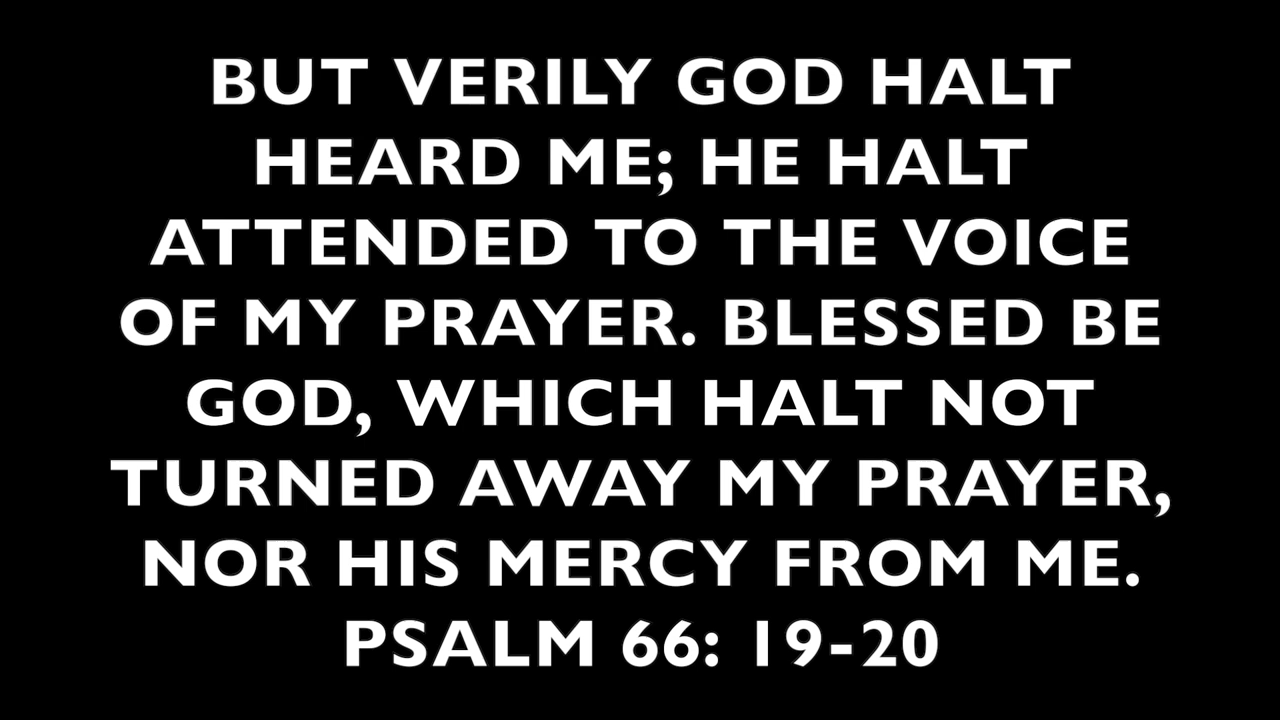 BUT VERILY GOD HALT
HEARD ME; HE HALT
ATTENDED TO THE VOICE
OF MY PRAYER. BLESSED BE
GOD, WHICH HALT NOT
TURNED AWAY MY PRAYER,
NOR HIS MERCY FROM ME.
PSALM 66: 19-20